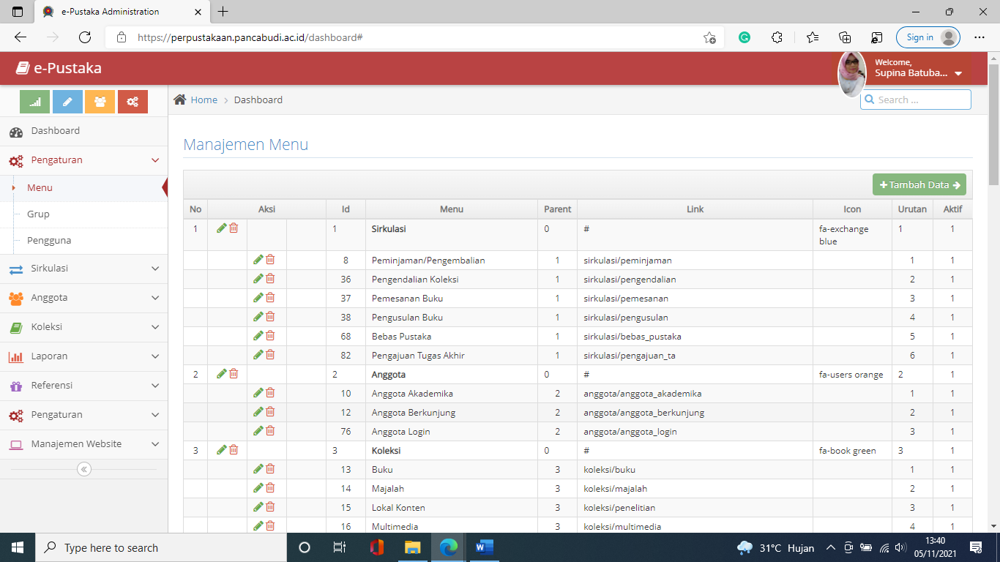 e-Pustaka Administration
https://perpustakaan.pancabudi.ac.id/dashboard#
Sign in
e-Pustaka
Welcome,
Supina Batuba...
Home > Dashboard
Search ...
Dashboard
Pengaturan
Menu
Grup
Pengguna
Sirkulasi
Anggota
Koleksi
Laporan
Referensi
Pengaturan
Manajemen Website
Manajemen Menu
Tambah Data
No Aksi Id Menu Parent Link Icon Urutan Aktif
1 1 Sirkulasi 0 # fa-exchange 1 1
blue
8 Peminjaman/Pengembalian 1 sirkulasi/peminjaman 1 1
36 Pengendalian Koleksi 1 sirkulasi/pengendalian 2 1
37 Pemesanan Buku 1 sirkulasi/pemesanan 3 1
38 Pengusulan Buku 1 sirkulasi/pengusulan 4 1
68 Bebas Pustaka 1 sirkulasi/bebas_pustaka 5 1
82 Pengajuan Tugas Akhir 1 sirkulasi/pengajuan_ta 6 1
2 2 Anggota 0 # fa-users orange 2 1
10 Anggota Akademika 2 anggota/anggota_akademika 1 1
12 Anggota Berkunjung 2 anggota/anggota_berkunjung 2 1
76 Anggota Login 2 anggota/anggota_login 3 1
3 3 Koleksi 0 # fa-book green 3 1
13 Buku 3 koleksi/buku 1 1
14 Majalah 3 koleksi/majalah 2 1
15 Lokal Konten 3 koleksi/penelitian 3 1
16 Multimedia 3 koleksi/multimedia 4 1
Type here to search
31°C Hujan
13:40
05/11/2021